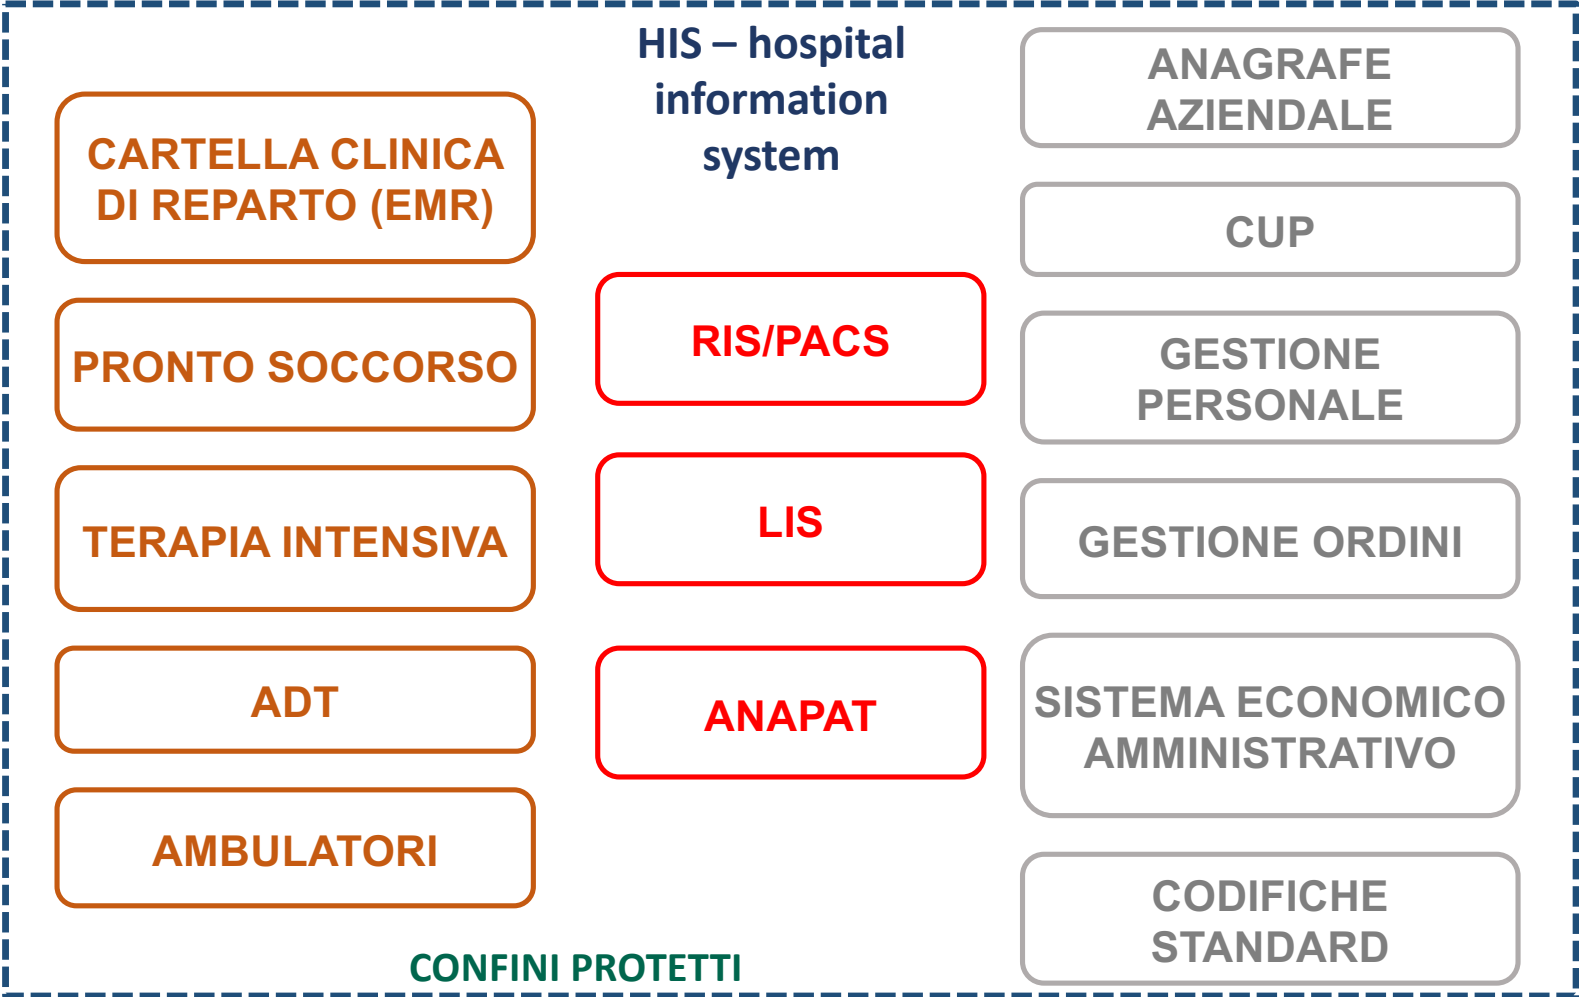 HIS – hospital
information
system
CARTELLA CLINICA
DI REPARTO (EMR)
PRONTO SOCCORSO
TERAPIA INTENSIVA
ADT
AMBULATORI
RIS/PACS
LIS
ANAPAT
ANAGRAFE
AZIENDALE
CUP
GESTIONE
PERSONALE
GESTIONE ORDINI
SISTEMA ECONOMICO
AMMINISTRATIVO
CODIFICHE
STANDARD
CONFINI PROTETTI